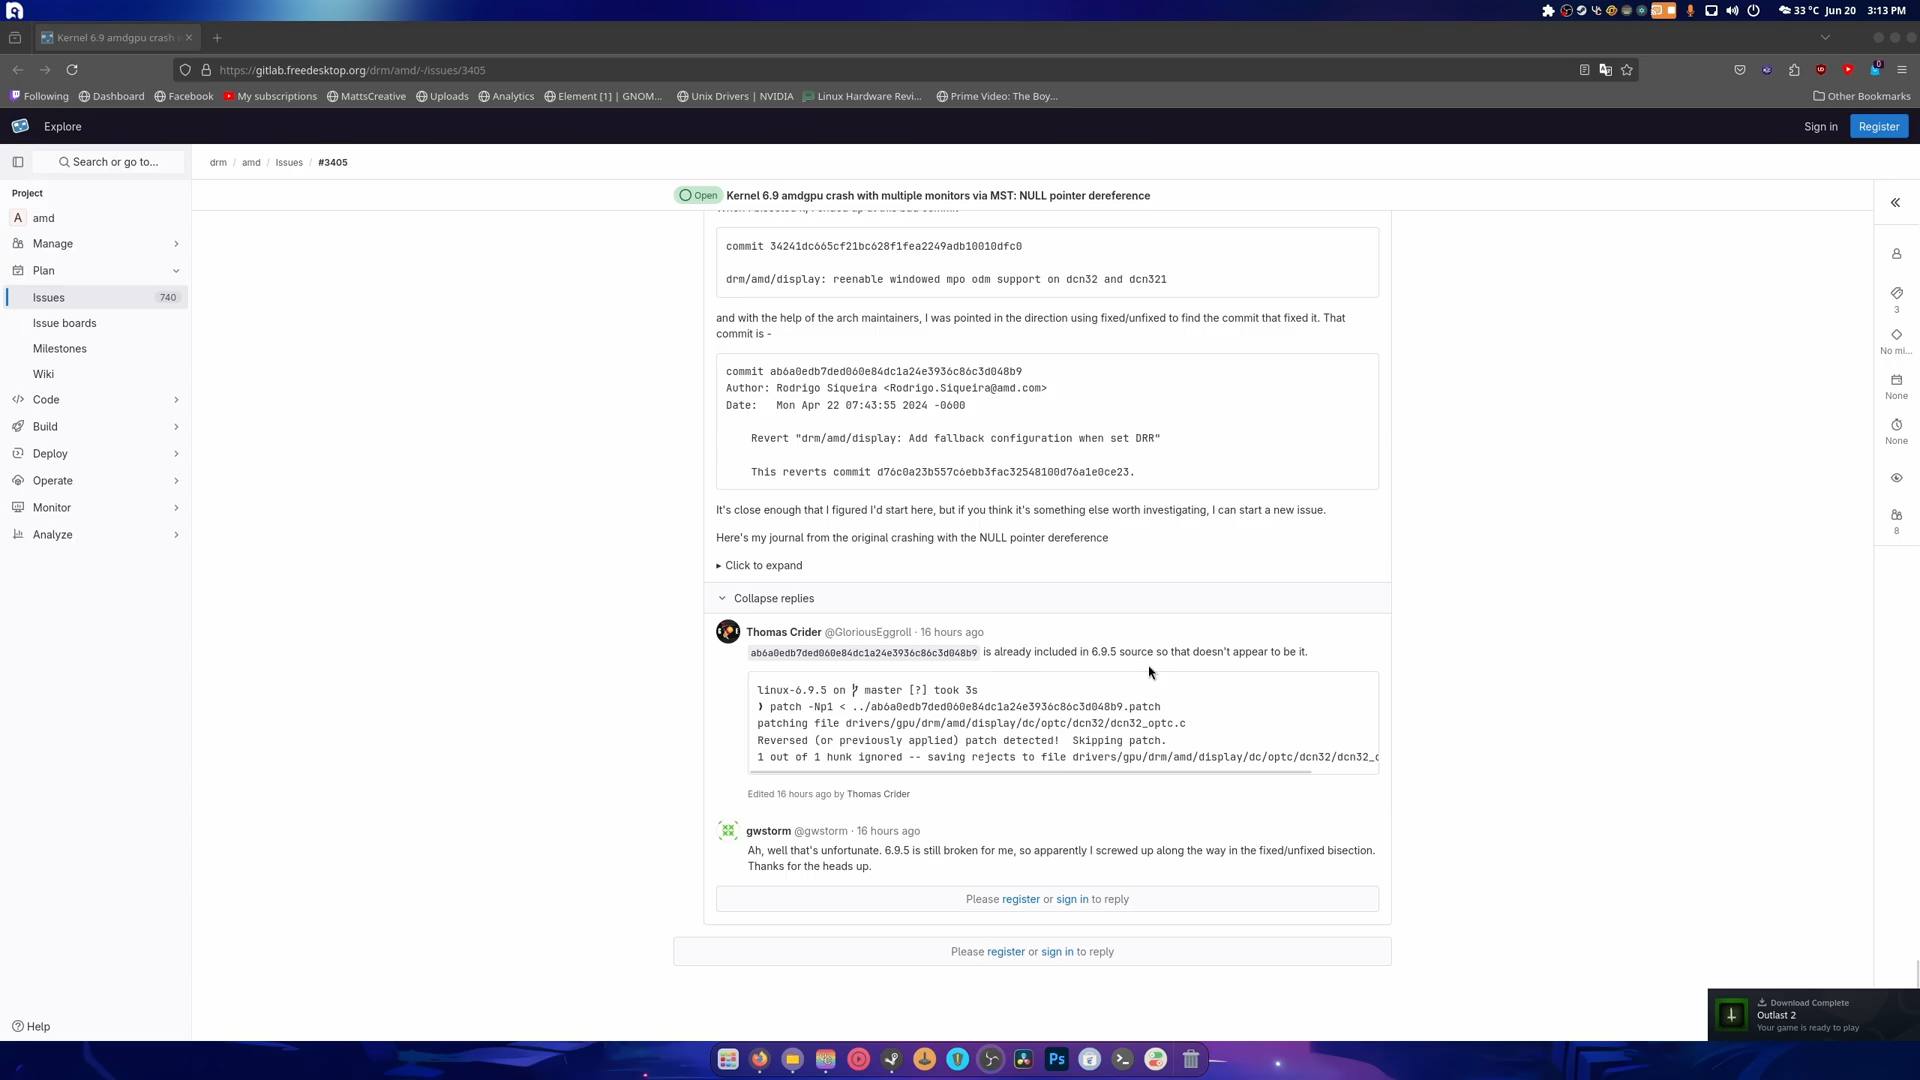 33 °C Jun 20 3:13 PM
Kernel 6.9 amdgpu crash
https://gitlab.freedesktop.org/drm/amd/-/issues/3405
0
Following Dashboard Facebook My subscriptions MattsCreative Uploads Analytics Element [1] | GNOM... Unix Drivers | NVIDIA Linux Hardware Revi... Prime Video: The Boy... Other Bookmarks
Explore Sign in Register
Search or go to... drm / amd / Issues / #3405
Project
Open Kernel 6.9 amdgpu crash with multiple monitors via MST: NULL pointer dereference
A amd
Manage
Plan
Issues 740
Issue boards
Milestones
Wiki
Code
Build
Deploy
Operate
Monitor
Analyze
Help
commit 34241dc665cf21bc628f1fea2249adb10010dfc0
drm/amd/display: reenable windowed mpo odm support on dcn32 and dcn321
and with the help of the arch maintainers, I was pointed in the direction using fixed/unfixed to find the commit that fixed it. That
commit is -
commit ab6a0edb7ded060e84dc1a24e3936c86c3d048b9
Author: Rodrigo Siqueira <Rodrigo.Siqueira@amd.com>
Date: Mon Apr 22 07:43:55 2024 -0600
Revert "drm/amd/display: Add fallback configuration when set DRR"
This reverts commit d76c0a23b557c6ebb3fac32548100d76a1e0ce23.
It's close enough that I figured I'd start here, but if you think it's something else worth investigating, I can start a new issue.
Here's my journal from the original crashing with the NULL pointer dereference
▸ Click to expand
Collapse replies
Thomas Crider @GloriousEggroll · 16 hours ago
ab6a0edb7ded060e84dc1a24e3936c86c3d048b9 is already included in 6.9.5 source so that doesn't appear to be it.
linux-6.9.5 on master [?] took 3s
❯ patch -Np1 < ../ab6a0edb7ded060e84dc1a24e3936c86c3d048b9.patch
patching file drivers/gpu/drm/amd/display/dc/optc/dcn32/dcn32_optc.c
Reversed (or previously applied) patch detected! Skipping patch.
1 out of 1 hunk ignored -- saving rejects to file drivers/gpu/drm/amd/display/dc/optc/dcn32/dcn32_
Edited 16 hours ago by Thomas Crider
gwstorm @gwstorm · 16 hours ago
Ah, well that's unfortunate. 6.9.5 is still broken for me, so apparently I screwed up along the way in the fixed/unfixed bisection.
Thanks for the heads up.
Please register or sign in to reply
Please register or sign in to reply
3
No mi...
None
None
8
Download Complete
Outlast 2
Your game is ready to play
Ps